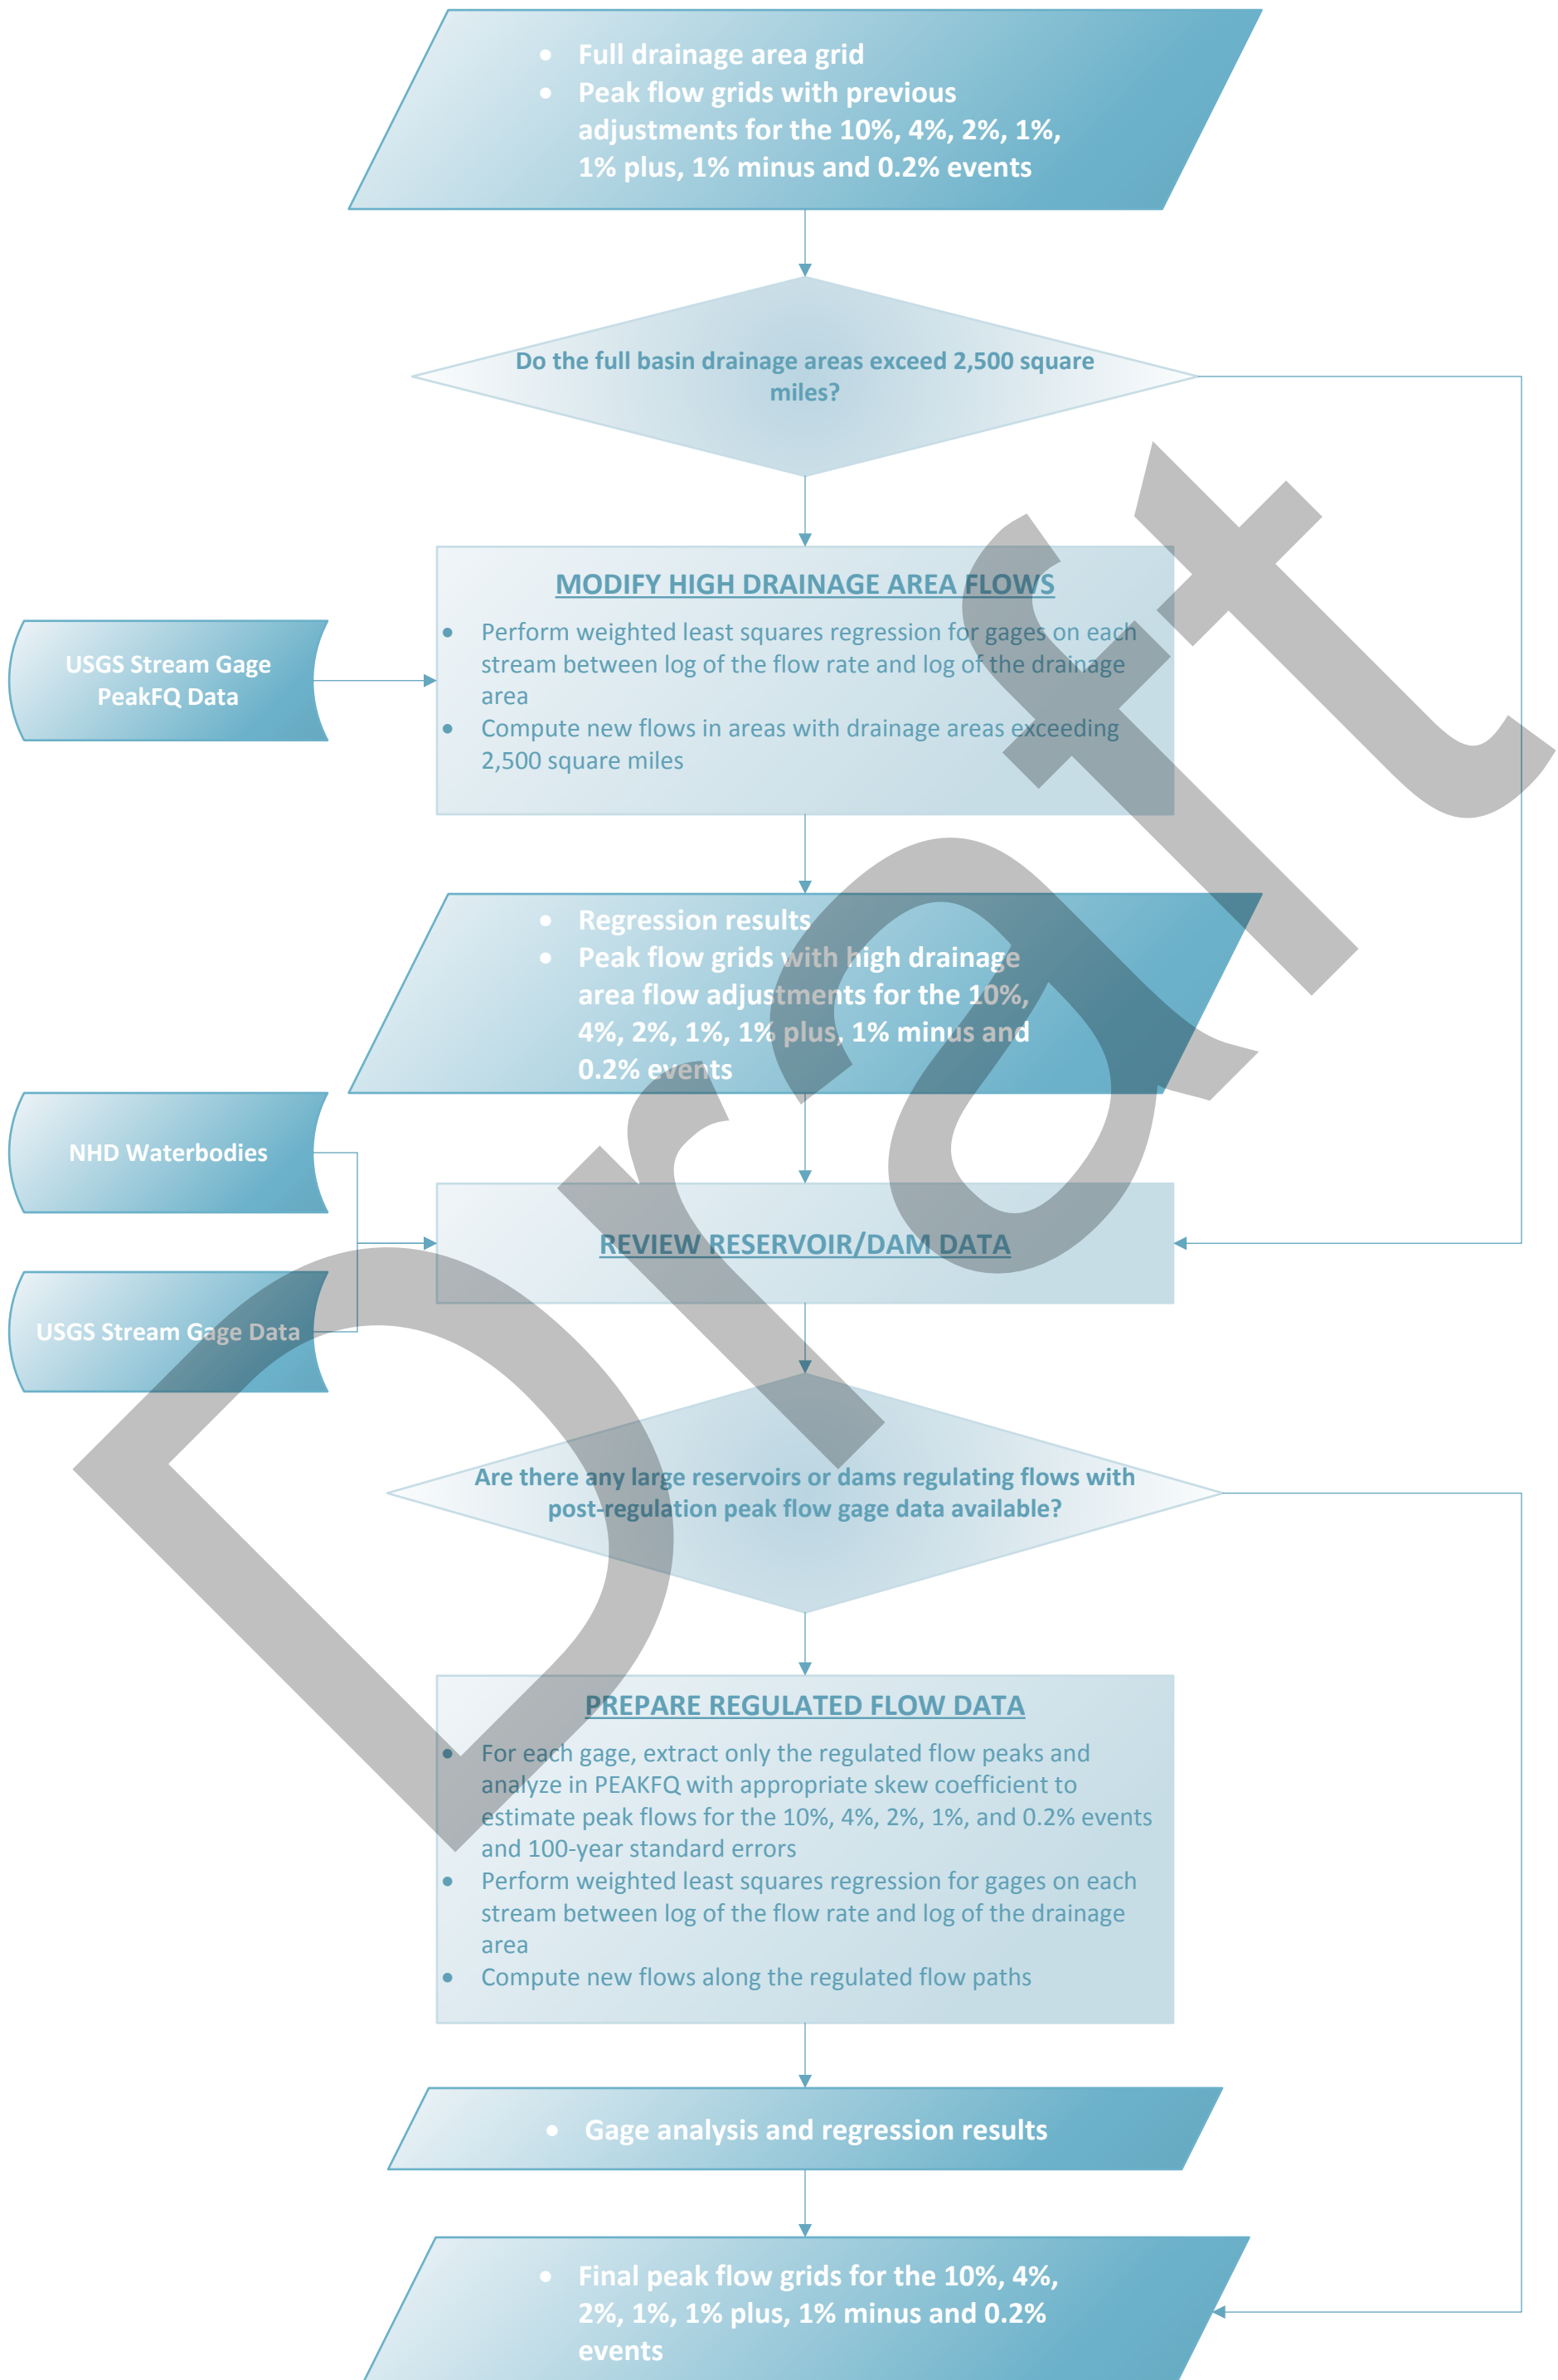 • Full drainage area grid
• Peak flow grids with previous
adjustments for the 10%, 4%, 2%, 1%,
1% plus, 1% minus and 0.2% events
Do the full basin drainage areas exceed 2,500 square
miles?
MODIFY HIGH DRAINAGE AREA FLOWS
• Perform weighted least squares regression for gages on each
stream between log of the flow rate and log of the drainage
area
• Compute new flows in areas with drainage areas exceeding
2,500 square miles
USGS Stream Gage
PeakFQ Data
• Regression results
• Peak flow grids with high drainage
area flow adjustments for the 10%,
4%, 2%, 1%, 1% plus, 1% minus and
0.2% events
NHD Waterbodies
REVIEW RESERVOIR/DAM DATA
USGS Stream Gage Data
Are there any large reservoirs or dams regulating flows with
post-regulation peak flow gage data available?
PREPARE REGULATED FLOW DATA
• For each gage, extract only the regulated flow peaks and
analyze in PEAKFQ with appropriate skew coefficient to
estimate peak flows for the 10%, 4%, 2%, 1%, and 0.2% events
and 100-year standard errors
• Perform weighted least squares regression for gages on each
stream between log of the flow rate and log of the drainage
area
• Compute new flows along the regulated flow paths
• Gage analysis and regression results
• Final peak flow grids for the 10%, 4%,
2%, 1%, 1% plus, 1% minus and 0.2%
events
Draft